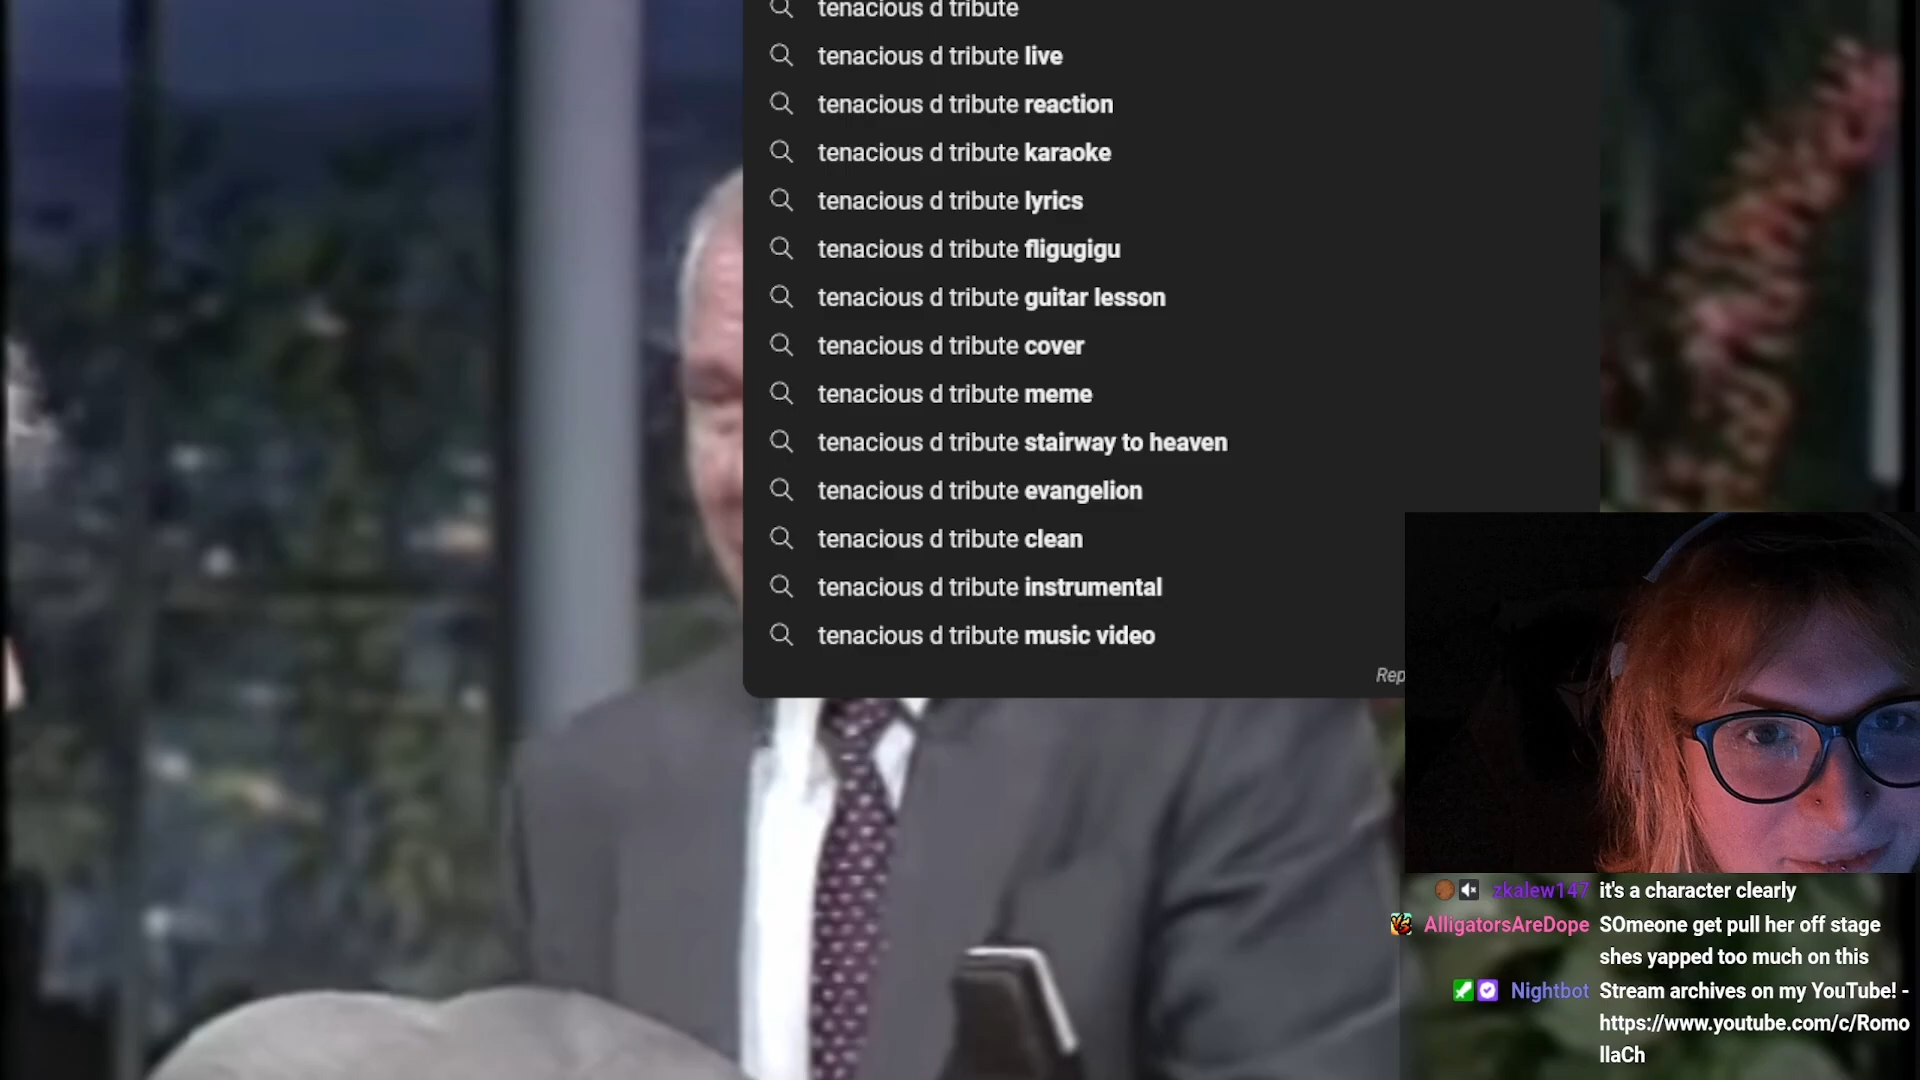 tenacious d tribute
tenacious d tribute live
tenacious d tribute reaction
tenacious d tribute karaoke
tenacious d tribute lyrics
tenacious d tribute fligugigu
tenacious d tribute guitar lesson
tenacious d tribute cover
tenacious d tribute meme
tenacious d tribute stairway to heaven
tenacious d tribute evangelion
tenacious d tribute clean
tenacious d tribute instrumental
tenacious d tribute music video
Rep
zkalew147 it's a character clearly
AlligatorsAreDope SOmeone get pull her off stage
shes yapped too much on this
Nightbot Stream archives on my YouTube! -
https://www.youtube.com/c/Romo
llaCh